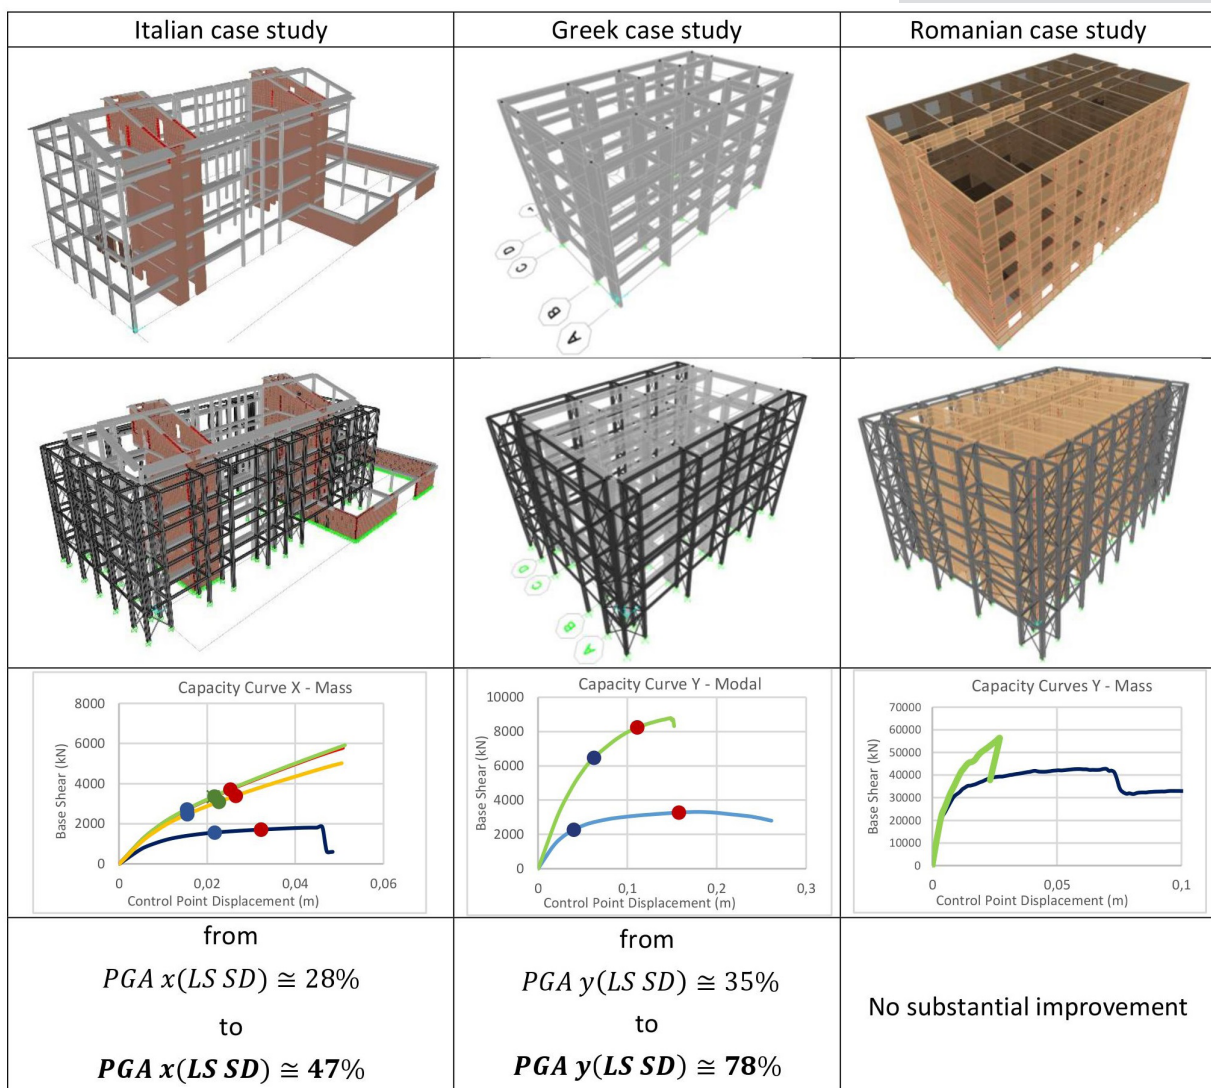 Italian case study
Greek case study
Romanian case study
D
C
B
A
D
C
B
A
Capacity Curve X - Mass
Base Shear (kN)
8000
6000
4000
2000
0
0
0,02
0,04
0,06
Control Point Displacement (m)
Capacity Curve Y - Modal
Base Shear (kN)
10000
8000
6000
4000
2000
0
0
0,1
0,2
0,3
Control Point Displacement (m)
Capacity Curves Y - Mass
Base Shear (kN)
70000
60000
50000
40000
30000
20000
10000
0
0
0,05
0,1
Control Point Displacement (m)
from
PGA x(LS SD) ≅ 28%
to
PGA x(LS SD) ≅ 47%
from
PGA y(LS SD) ≅ 35%
to
PGA y(LS SD) ≅ 78%
No substantial improvement